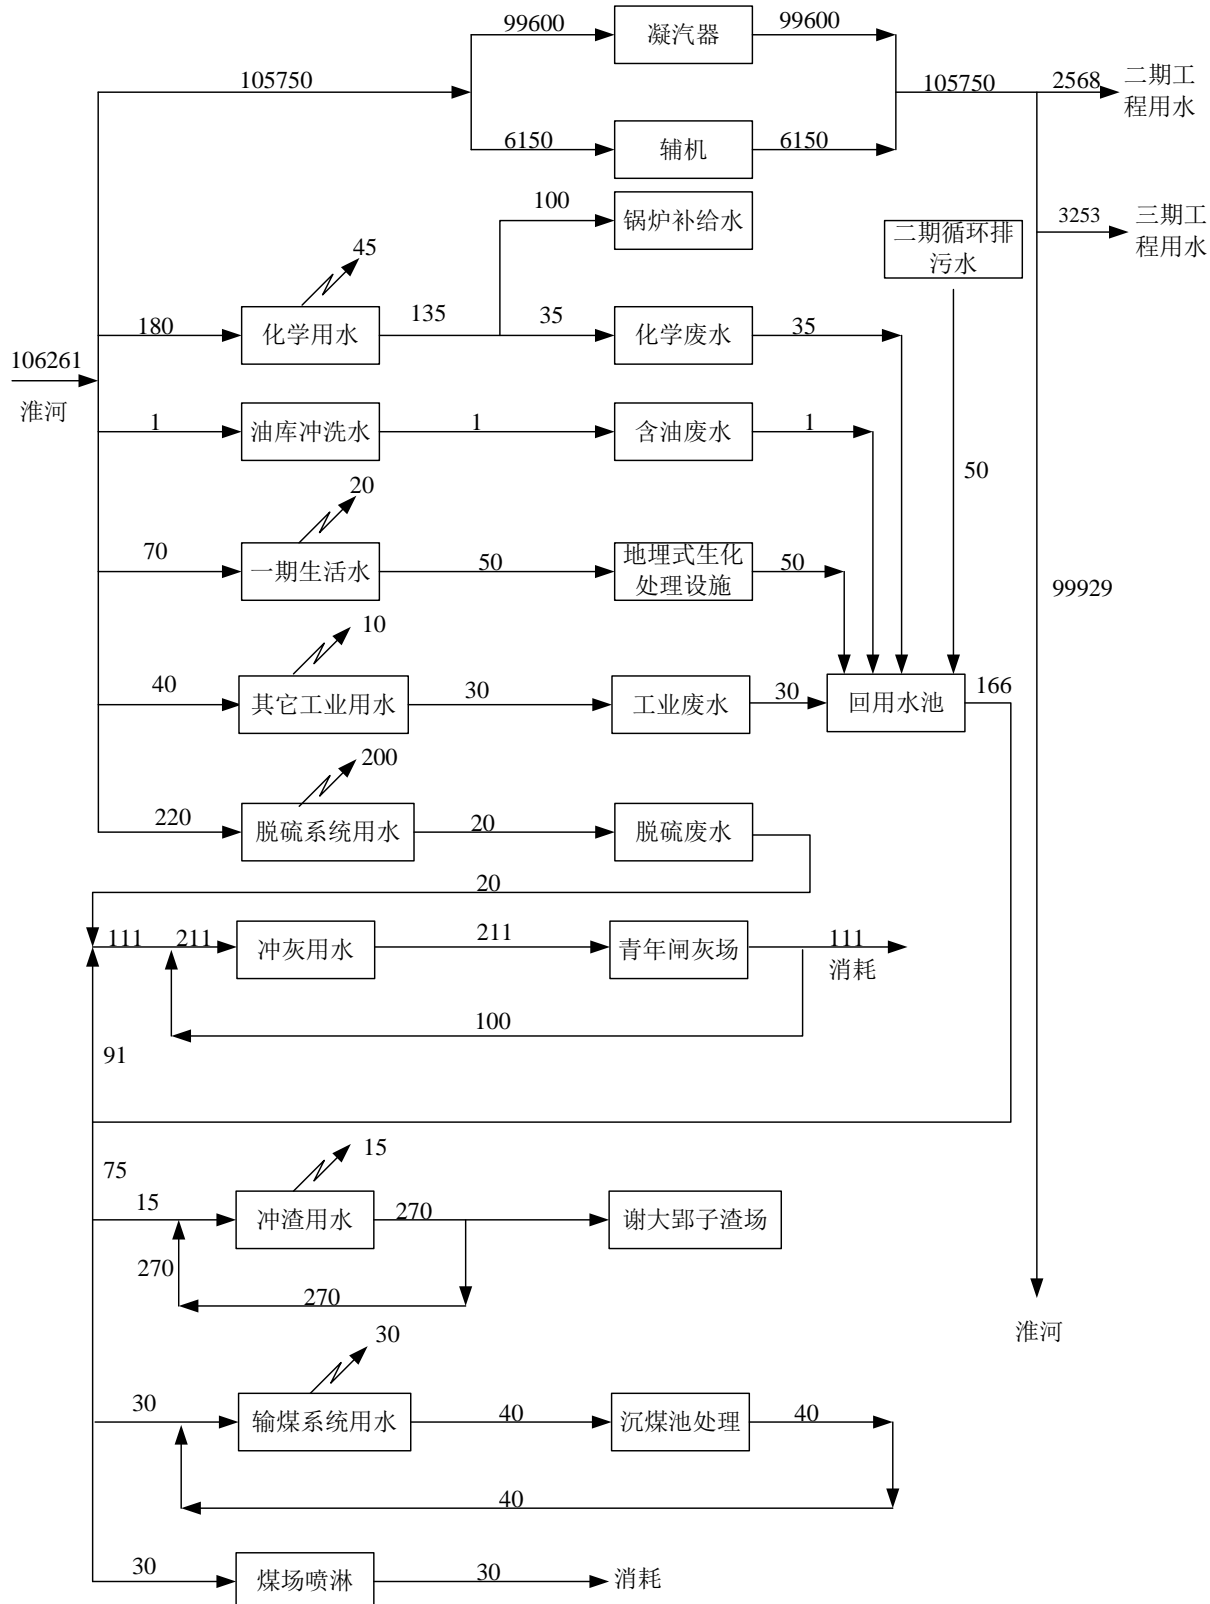 99600
凝汽器
99600
105750
105750
2568
二期工
程用水
6150
辅机
6150
100
锅炉补给水
3253
三期工
程用水
二期循环排
污水
45
180
化学用水
135
35
化学废水
35
106261
淮河
1
油库冲洗水
1
含油废水
1
50
20
70
一期生活水
50
地埋式生化
处理设施
50
99929
10
40
其它工业用水
30
工业废水
30
回用水池
166
200
220
脱硫系统用水
20
脱硫废水
20
111
211
冲灰用水
211
青年闸灰场
111
消耗
100
91
75
15
15
冲渣用水
270
谢大郢子渣场
270
270
淮河
30
30
输煤系统用水
40
沉煤池处理
40
40
30
煤场喷淋
30
消耗